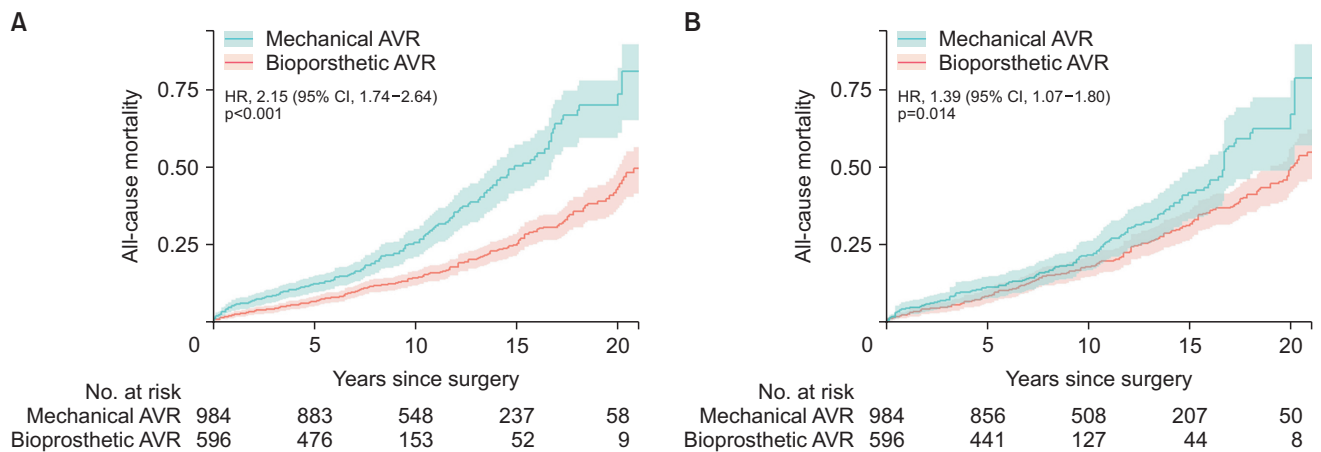 A
Mechanical AVR
Bioporsthetic AVR
HR, 2.15 (95% CI, 1.74−2.64)
p<0.001
All-cause mortality
0.75
0.50
0.25
0 5 10 15 20
Years since surgery
No. at risk
Mechanical AVR 984 883 548 237 58
Bioprosthetic AVR 596 476 153 52 9
B
Mechanical AVR
Bioporsthetic AVR
HR, 1.39 (95% CI, 1.07−1.80)
p=0.014
All-cause mortality
0.75
0.50
0.25
0 5 10 15 20
Years since surgery
No. at risk
Mechanical AVR 984 856 508 207 50
Bioprosthetic AVR 596 441 127 44 8